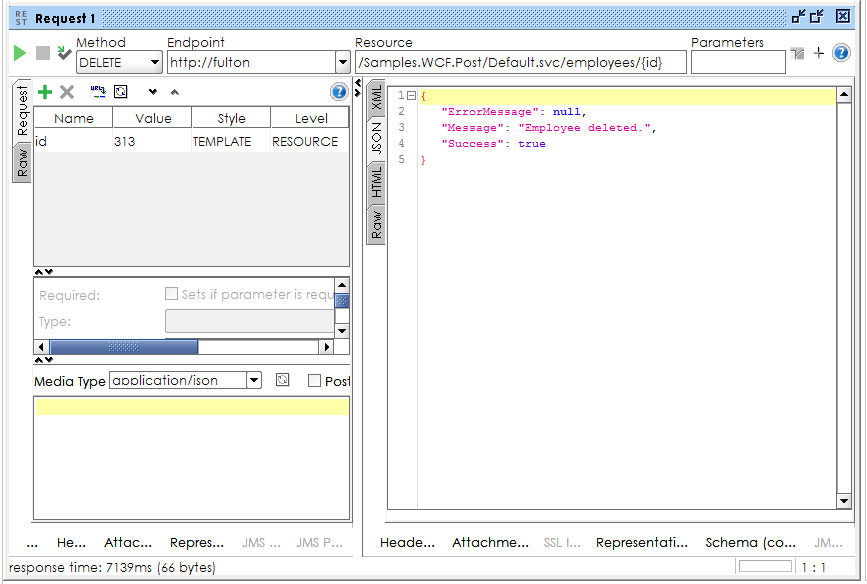 RE
ST
Request 1
Method
Endpoint
Resource
Parameters
DELETE
http://fulton
/Samples.WCF.Post/Default.svc/employees/{id}
Request
Raw
Name Value Style Level
id 313 TEMPLATE RESOURCE
Required: Sets if parameter is requ
Type:
Media Type application/json Post
... He... Attac... Repres... JMS ... JMS P...
XML
JSON
HTML
Raw
1 {
2 "ErrorMessage": null,
3 "Message": "Employee deleted.",
4 "Success": true
5 }
Heade... Attachme... SSL I... Representati... Schema (co... JM...
response time: 7139ms (66 bytes)
1 : 1